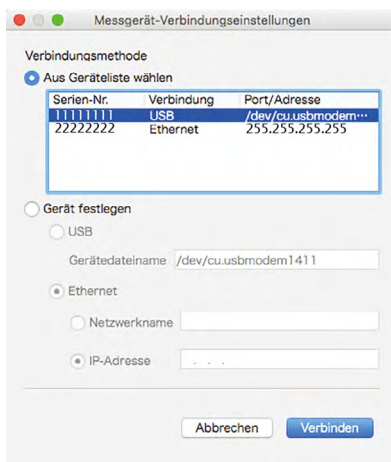 Messgerät-Verbindungseinstellungen
Verbindungsmethode
Aus Geräteliste wählen
Serien-Nr. Verbindung Port/Adresse
11111111 USB /dev/cu.usbmodem···
22222222 Ethernet 255.255.255.255
Gerät festlegen
USB
Gerätedateiname /dev/cu.usbmodem1411
Ethernet
Netzwerkname
IP-Adresse . . .
Abbrechen Verbinden